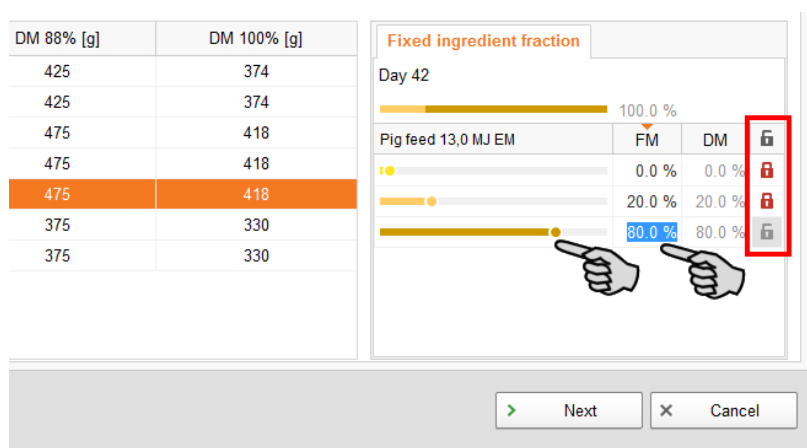 DM 88% [g] DM 100% [g]
425 374
425 374
475 418
475 418
475 418
375 330
375 330
Fixed ingredient fraction
Day 42
100.0 %
Pig feed 13,0 MJ EM FM DM
0.0 % 0.0 %
20.0 % 20.0 %
80.0 % 80.0 %
Next Cancel